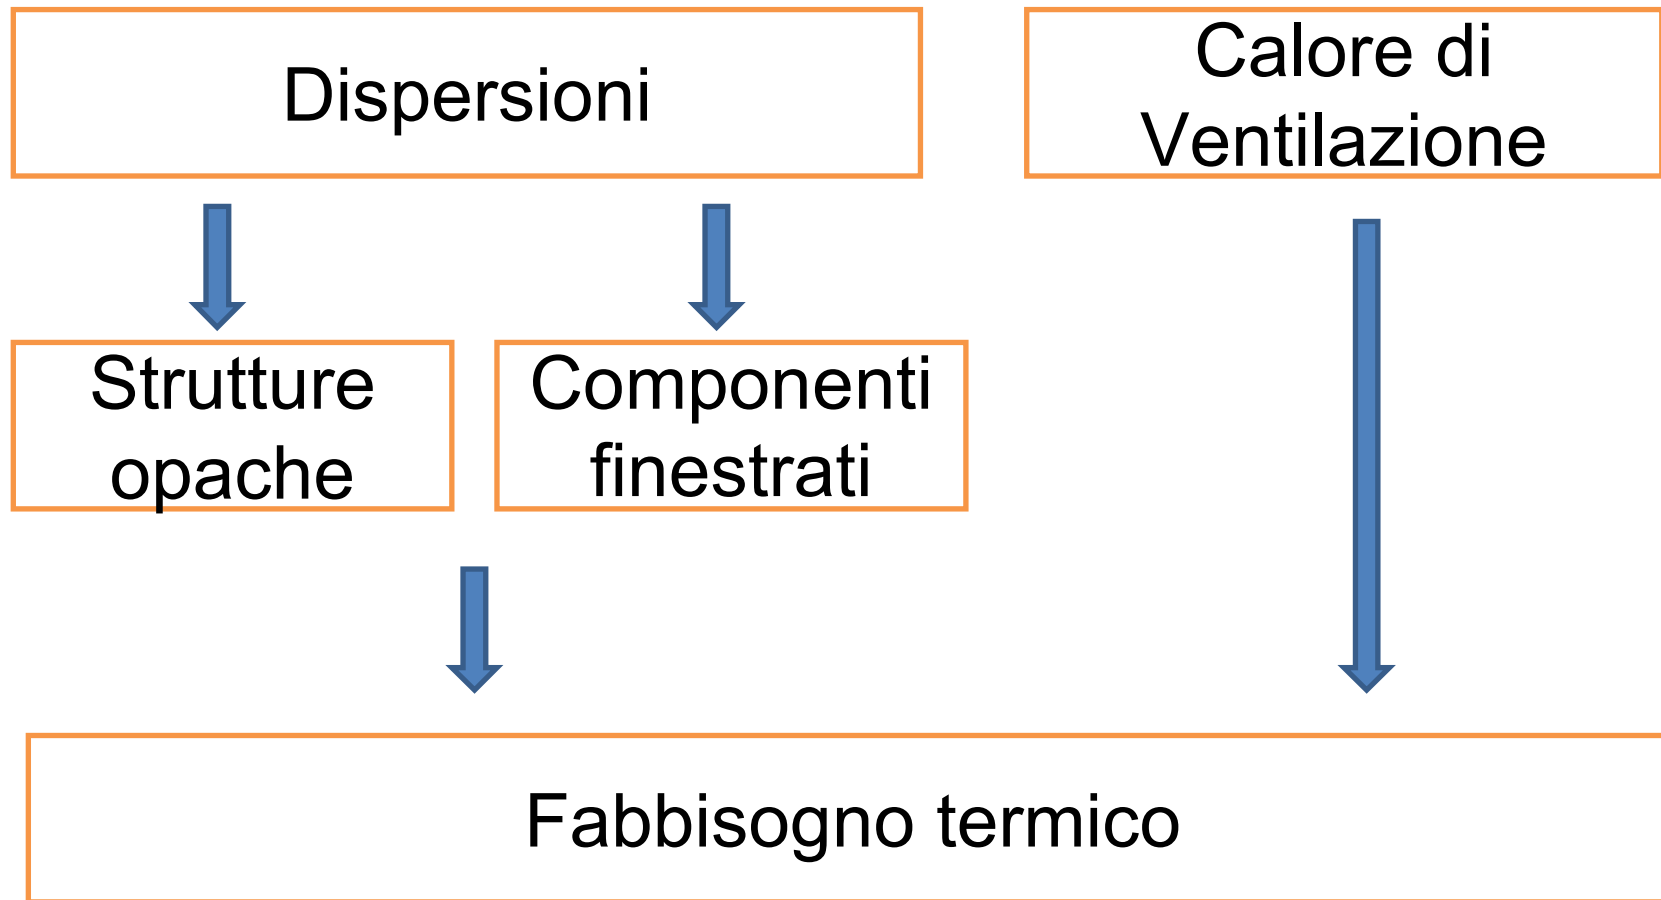 Dispersioni
Calore di
Ventilazione
Strutture
opache
Componenti
finestrati
Fabbisogno termico